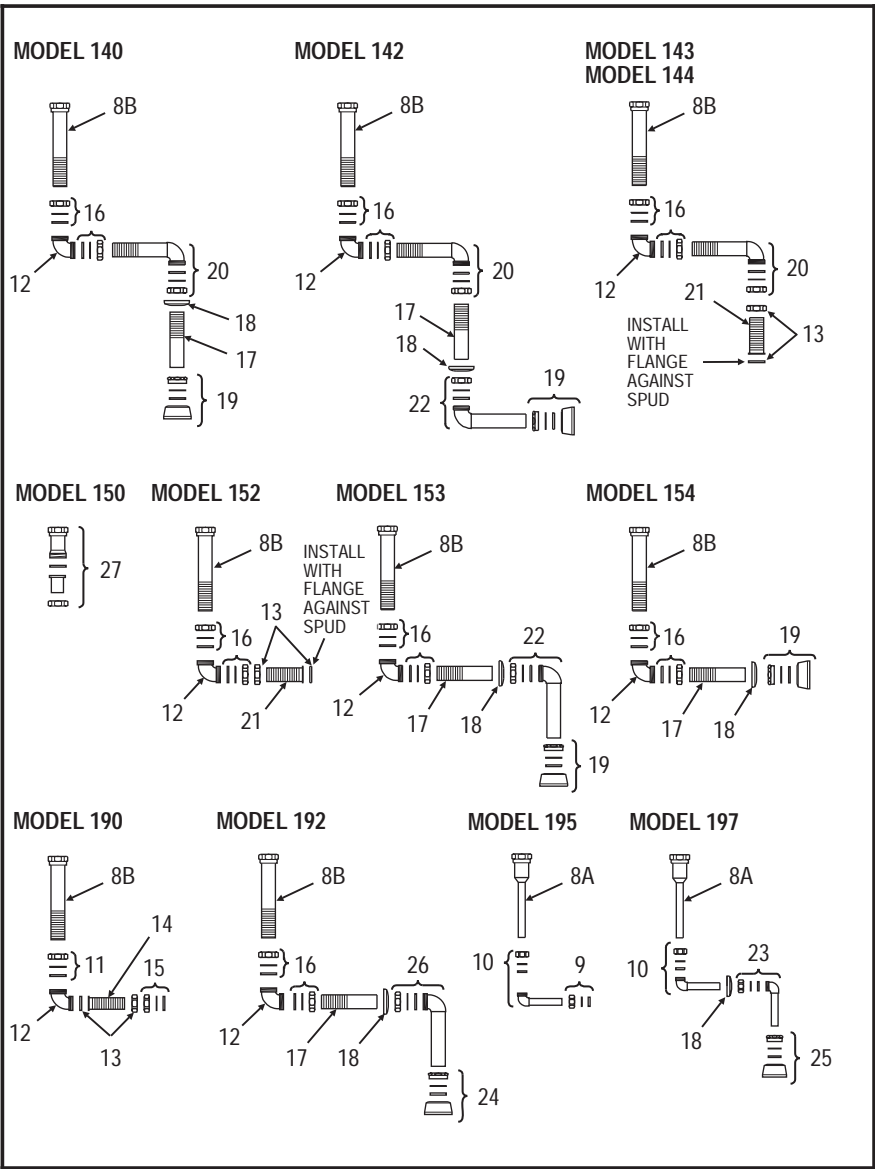 MODEL 140
8B
16
12
20
18
17
19
MODEL 142
8B
16
12
20
17
18
22
19
MODEL 143
MODEL 144
8B
16
12
20
21
13
INSTALL
WITH
FLANGE
AGAINST
SPUD
MODEL 150
27
MODEL 152
8B
INSTALL
WITH
FLANGE
AGAINST
SPUD
13
16
12
21
MODEL 153
8B
16
22
12
17
18
19
MODEL 154
8B
16
19
12
17
18
MODEL 190
8B
14
11
15
12
13
MODEL 192
8B
16
26
12
17
18
24
MODEL 195
8A
10
9
MODEL 197
8A
10
23
18
25